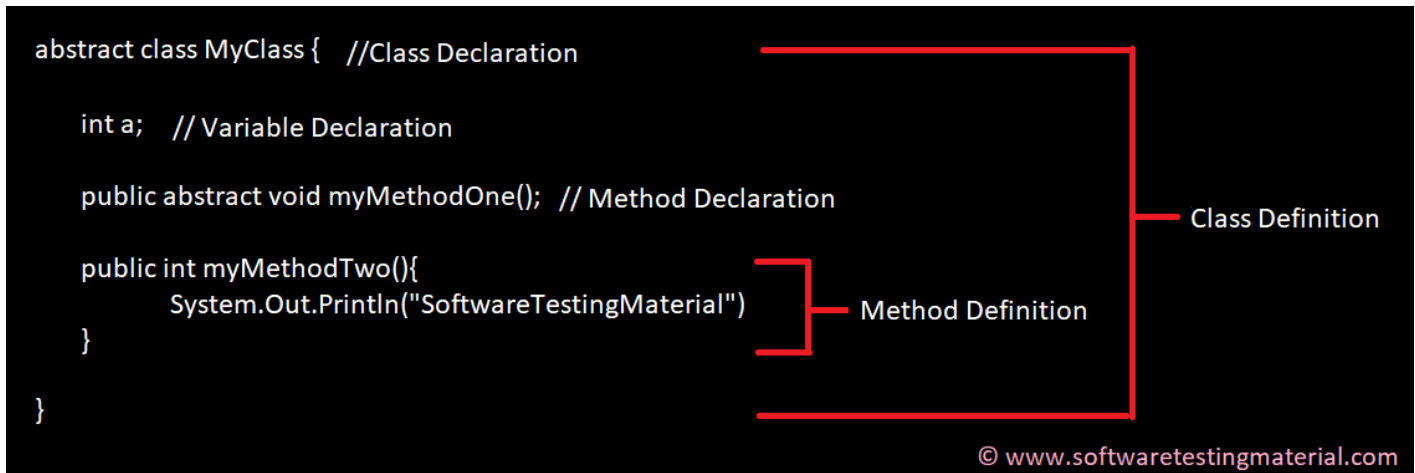 abstract class MyClass { //Class Declaration
int a; // Variable Declaration
public abstract void myMethodOne(); // Method Declaration
Class Definition
public int myMethodTwo(){
System.Out.Println("SoftwareTestingMaterial")
Method Definition
}
}
© www.softwaretestingmaterial.com